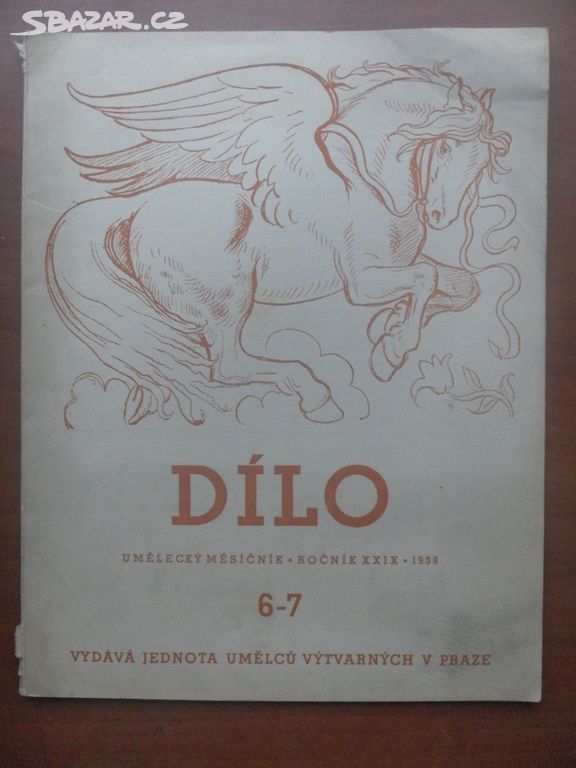 SBAZAR.CZ
DÍLO
UMĚLECKÝ MĚSÍČNÍK • ROČNÍK XXIX • 1938
6-7
VYDÁVÁ JEDNOTA UMĚLCŮ VÝTVARNÝCH V PRAZE